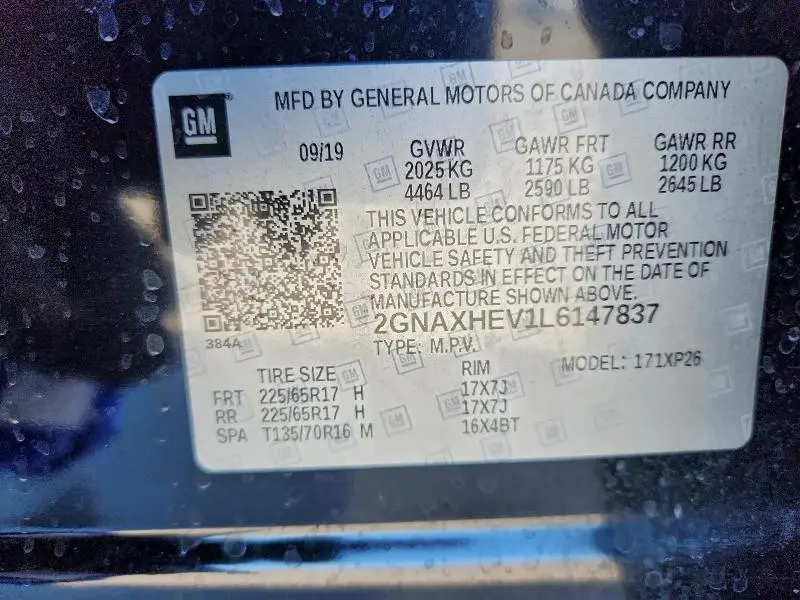 GM
MFD BY GENERAL MOTORS OF CANADA COMPANY
09/19 GVWR GAWR FRT GAWR RR
2025 KG 1175 KG 1200 KG
4464 LB 2590 LB 2645 LB
THIS VEHICLE CONFORMS TO ALL
APPLICABLE U.S. FEDERAL MOTOR
VEHICLE SAFETY AND THEFT PREVENTION
STANDARDS IN EFFECT ON THE DATE OF
MANUFACTURE SHOWN ABOVE.
2GNAXHEV1L6147837
384A
TYPE: M.P.V. MODEL: 171XP26
TIRE SIZE RIM
FRT 225/65R17 H 17X7J
RR 225/65R17 H 17X7J
SPA T135/70R16 M 16X4BT